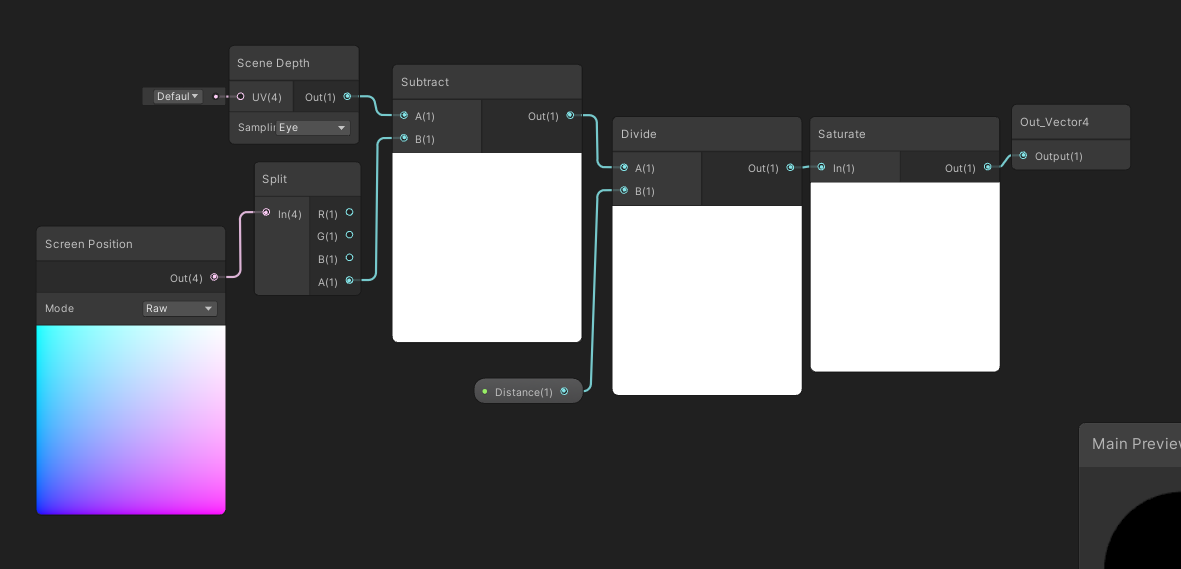 Scene Depth
Defaul
UV(4)
Out(1)
Samplin
Eye
Subtract
A(1)
Out(1)
B(1)
Split
In(4)
R(1)
G(1)
B(1)
A(1)
Screen Position
Out(4)
Mode
Raw
Distance(1)
Divide
A(1)
Out(1)
B(1)
Saturate
In(1)
Out(1)
Out_Vector4
Output(1)
Main Preview